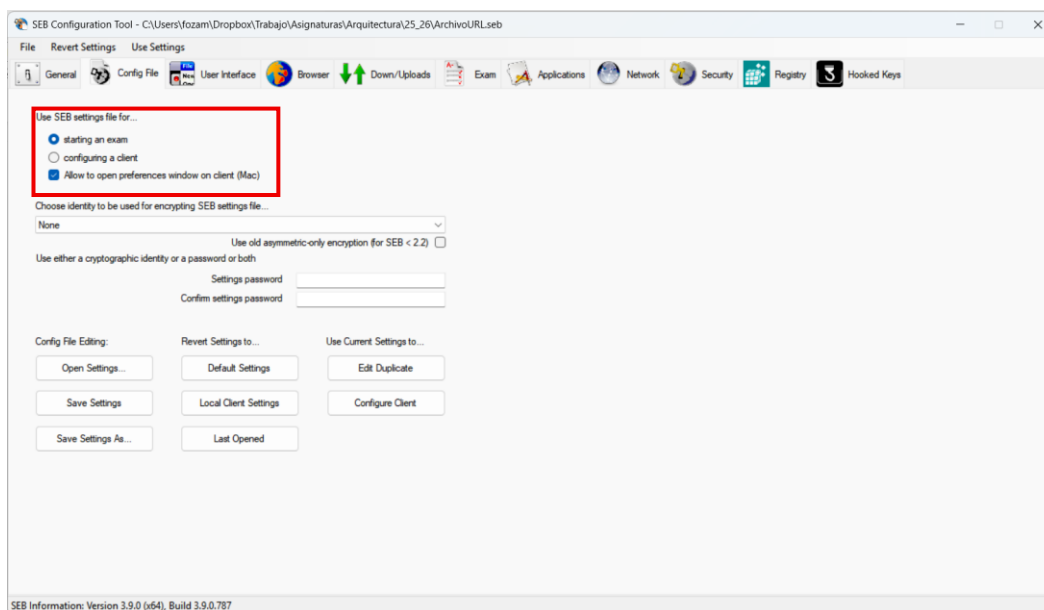 SEB Configuration Tool - C:\Users\fozam\Dropbox\Trabajo\Asignaturas\Arquitectura\25_26\ArchivoURL.seb
File Revert Settings Use Settings
General Config File User Interface Browser Down/Uploads Exam Applications Network Security Registry Hooked Keys
Use SEB settings file for...
starting an exam
configuring a client
Allow to open preferences window on client (Mac)
Choose identity to be used for encrypting SEB settings file...
None
Use old asymmetric-only encryption (for SEB < 2.2)
Use either a cryptographic identity or a password or both
Settings password
Confirm settings password
Config File Editing: Revert Settings to... Use Current Settings to...
Open Settings... Default Settings Edit Duplicate
Save Settings Local Client Settings Configure Client
Save Settings As... Last Opened
SEB Information: Version 3.9.0 (x64), Build 3.9.0.787